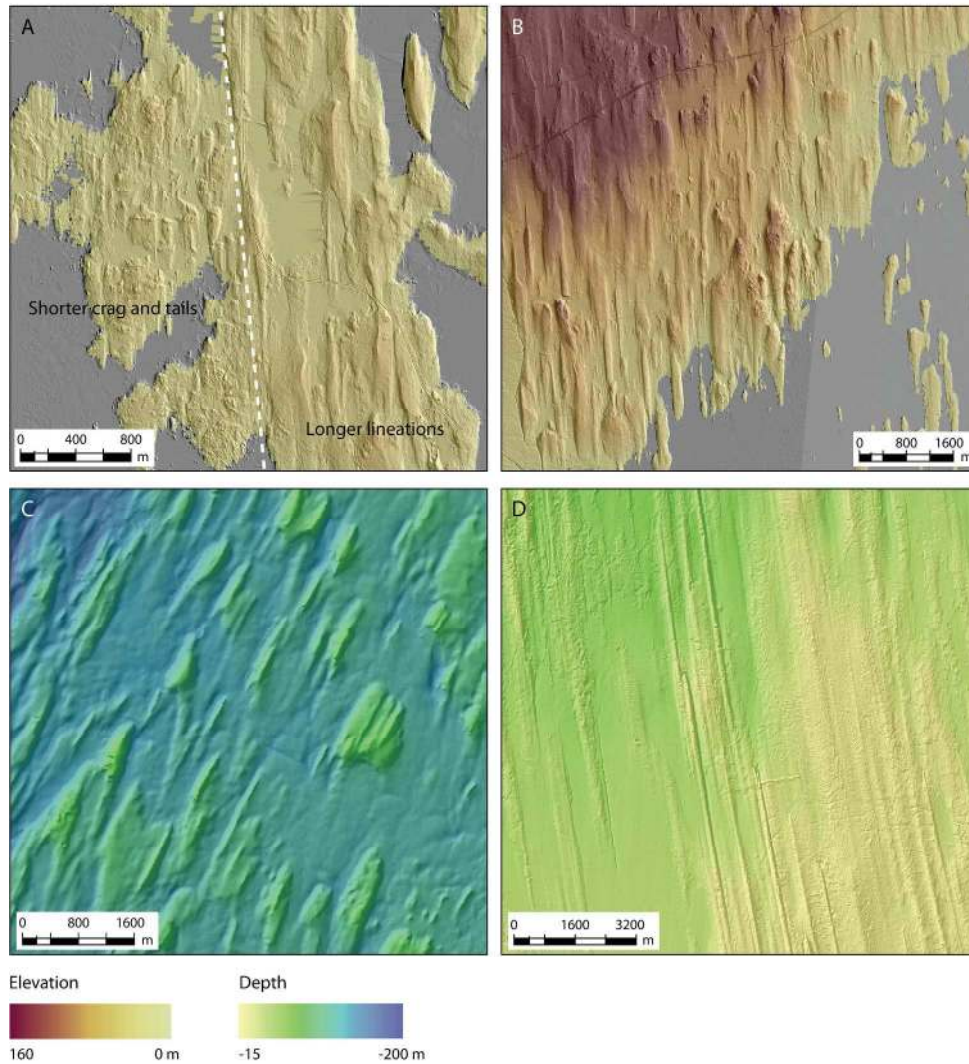 A
Shorter crag and tails
Longer lineations
0 400 800
m
B
0 800 1600
m
C
0 800 1600
m
D
0 1600 3200
m
Elevation
160 0 m
Depth
-15 -200 m